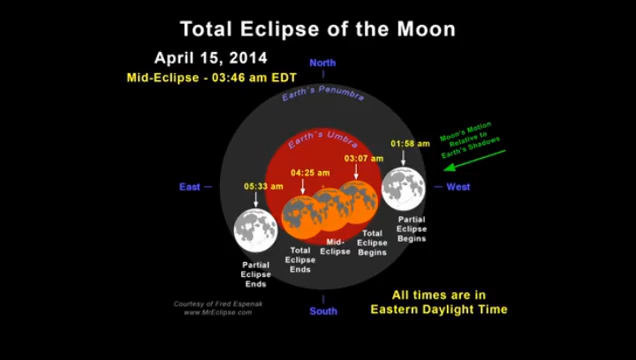 Total Eclipse of the Moon
April 15, 2014
Mid-Eclipse - 03:46 am EDT
North
Earth's Penumbra
Earth's Umbra
Moon's Motion
Relative to
Earth's Shadows
01:58 am
03:07 am
04:25 am
05:33 am
East
West
Partial
Eclipse
Begins
Total
Eclipse
Begins
Mid-
Eclipse
Total
Eclipse
Ends
Partial
Eclipse
Ends
South
Courtesy of Fred Espenak
www.MrEclipse.com
All times are in
Eastern Daylight Time